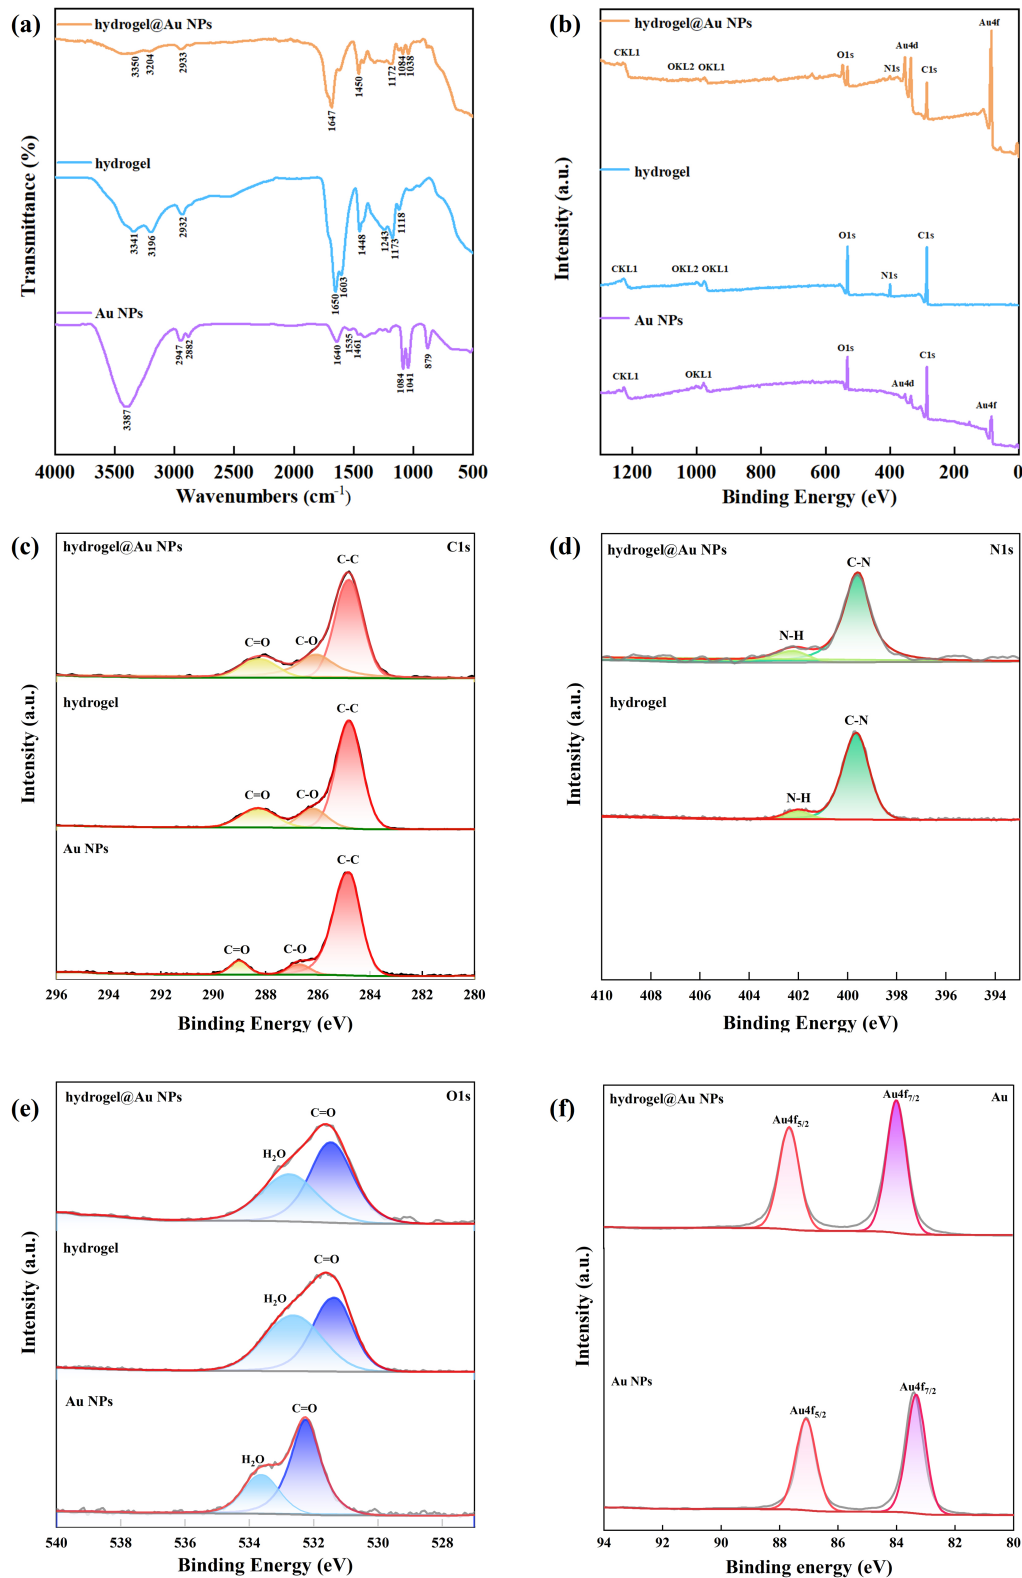 (a)
hydrogel@Au NPs
3350
3204
2933
1647
1450
1172
1084
1038
hydrogel
3341
3196
2932
1650
1603
1448
1243
1173
1118
Au NPs
3387
2947
2882
1640
1535
1461
1084
1041
879
Transmittance (%)
4000 3500 3000 2500 2000 1500 1000 500
Wavenumbers (cm-1)
(b)
hydrogel@Au NPs
CKL1
OKL2 OKL1
O1s
N1s
Au4d
C1s
Au4f
hydrogel
CKL1
OKL2 OKL1
O1s
N1s
C1s
Au NPs
CKL1
OKL1
O1s
Au4d
C1s
Au4f
Intensity (a.u.)
1200 1000 800 600 400 200 0
Binding Energy (eV)
(c)
hydrogel@Au NPs
C1s
C-C
C=O
C-O
hydrogel
C-C
C=O
C-O
Au NPs
C-C
C=O
C-O
Intensity (a.u.)
296 294 292 290 288 286 284 282 280
Binding Energy (eV)
(d)
hydrogel@Au NPs
N1s
C-N
N-H
hydrogel
C-N
N-H
Intensity (a.u.)
410 408 406 404 402 400 398 396 394
Binding Energy (eV)
(e)
hydrogel@Au NPs
O1s
C=O
H2O
hydrogel
C=O
H2O
Au NPs
C=O
H2O
Intensity (a.u.)
540 538 536 534 532 530 528
Binding Energy (eV)
(f)
hydrogel@Au NPs
Au
Au4f7/2
Au4f5/2
Au NPs
Au4f7/2
Au4f5/2
Intensity (a.u.)
94 92 90 88 86 84 82 80
Binding energy (eV)